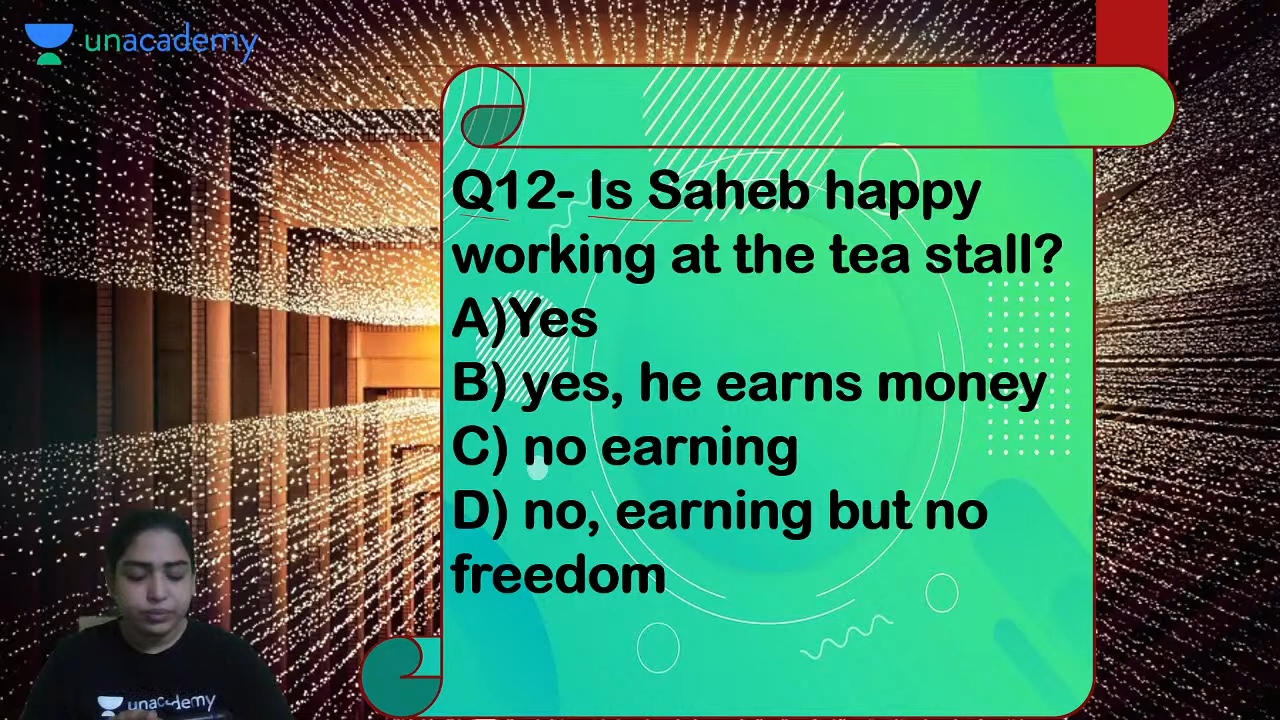 unacademy
Q12- Is Saheb happy
working at the tea stall?
A)Yes
B) yes, he earns money
C) no earning
D) no, earning but no
freedom
unacademy